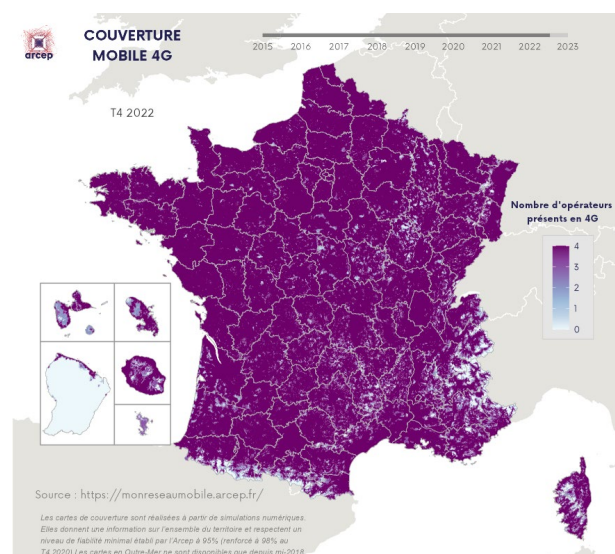 arcep
COUVERTURE
MOBILE 4G
2015 2016 2017 2018 2019 2020 2021 2022 2023
T4 2022
Nombre d'opérateurs
présents en 4G
4
3
2
1
0
Source : https://monreseaumobile.arcep.fr/
Les cartes de couverture sont réalisées à partir de simulations numériques.
Elles donnent une information sur l'ensemble du territoire et respectent un
niveau de fiabilité minimal établi par l'Arcep à 95% (renforcé à 98% au
T4 2020) Les cartes en Outre-Mer ne sont disponibles que depuis mi-2018